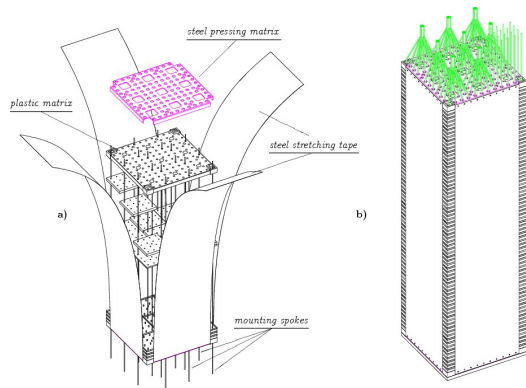 steel pressing matrix
plastic matrix
steel stretching tape
a)
b)
mounting spokes